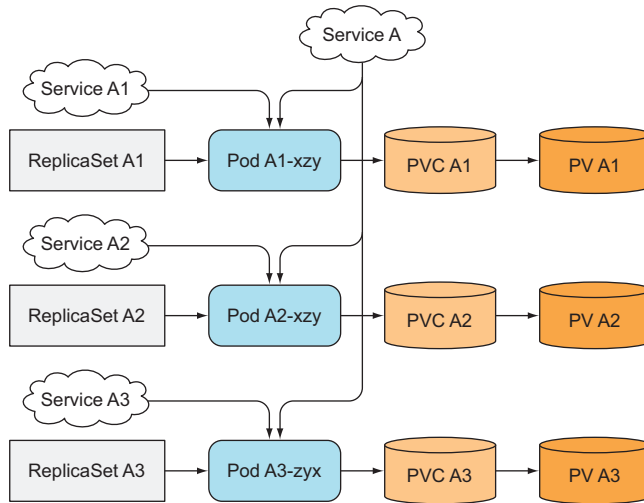 Service A
Service A1
ReplicaSet A1
Pod A1-xzy
PVC A1
PV A1
Service A2
ReplicaSet A2
Pod A2-xzy
PVC A2
PV A2
Service A3
ReplicaSet A3
Pod A3-zyx
PVC A3
PV A3